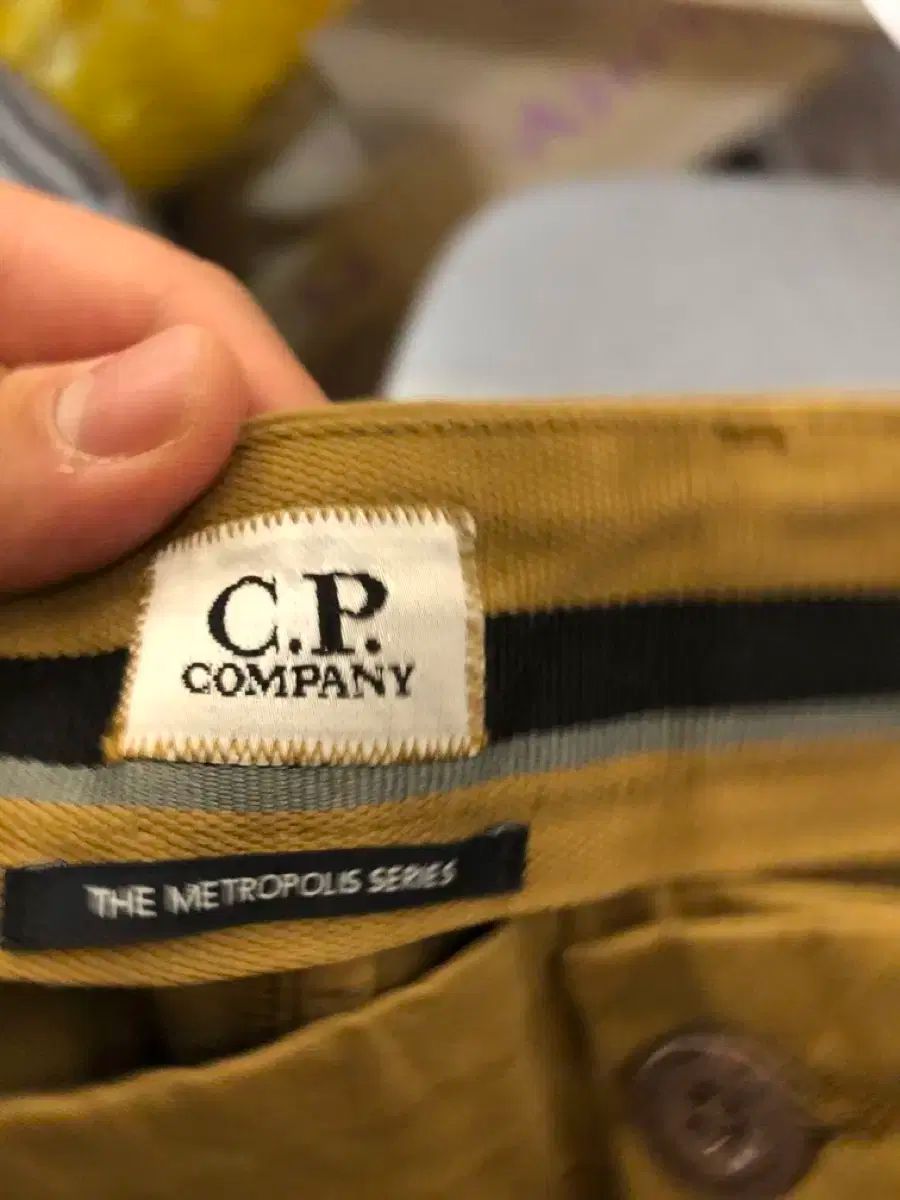 C.P.
COMPANY
THE METROPOLIS SERIES